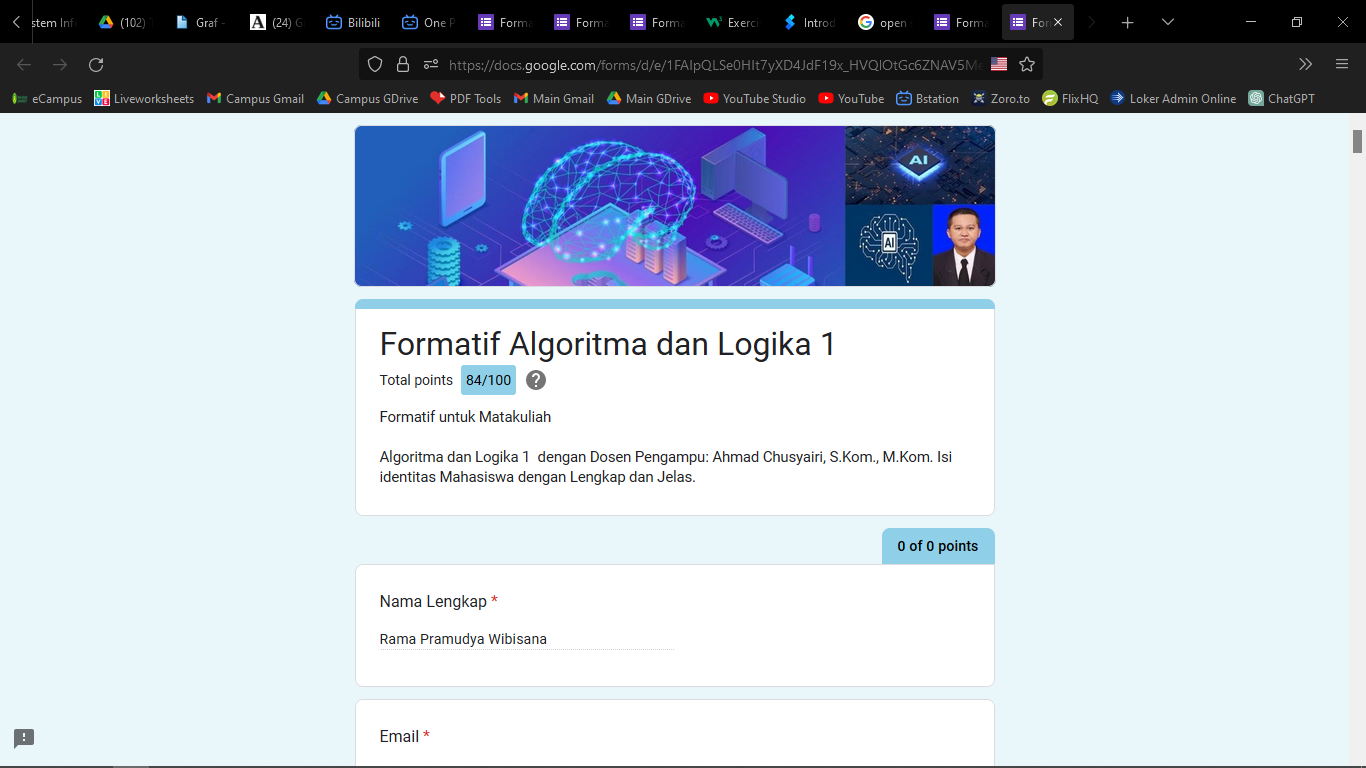 stem Inf
(102)
Graf -
A (24) G
Bilibili
One P
Forma
Forma
Forma
Exerci
Introd
open
Forma
For
https://docs.google.com/forms/d/e/
eCampus
Liveworksheets
Campus Gmail
Campus GDrive
PDF Tools
Main Gmail
Main GDrive
YouTube Studio
YouTube
Bstation
Zoro.to
FlixHQ
Loker Admin Online
ChatGPT
AI
AI
Formatif Algoritma dan Logika 1
Total points 84/100 ?
Formatif untuk Matakuliah
Algoritma dan Logika 1 dengan Dosen Pengampu: Ahmad Chusyairi, S.Kom., M.Kom. Isi
identitas Mahasiswa dengan Lengkap dan Jelas.
0 of 0 points
Nama Lengkap *
Rama Pramudya Wibisana
Email *